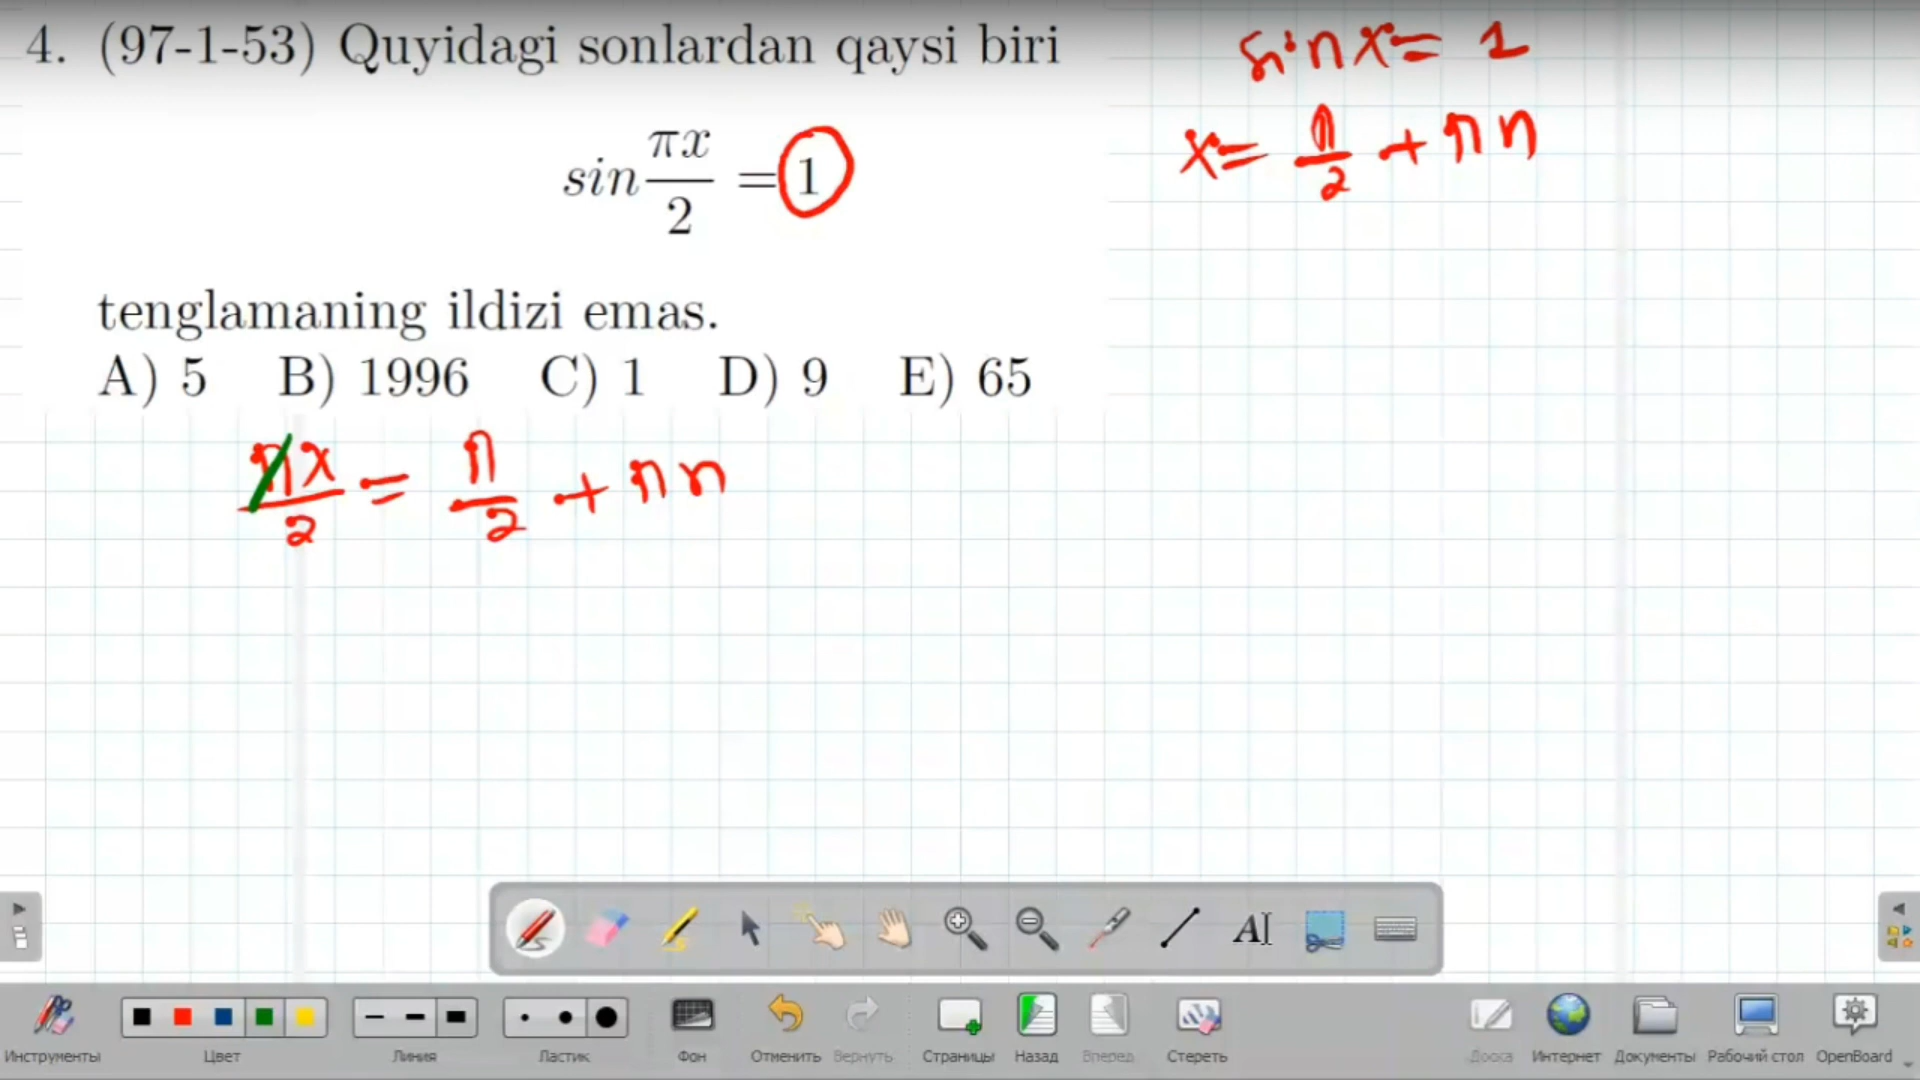 4. (97-1-53) Quyidagi sonlardan qaysi biri
sin πx/2 = 1
tenglamaning ildizi emas.
A) 5 B) 1996 C) 1 D) 9 E) 65
sin x = 1
x = π/2 + πn
πx/2 = π/2 + πn
Инструменты Цвет Линия Ластик Фон Отменить Вернуть Страницы Назад Вперед Стереть Доска Интернет Документы Рабочий стол OpenBoard